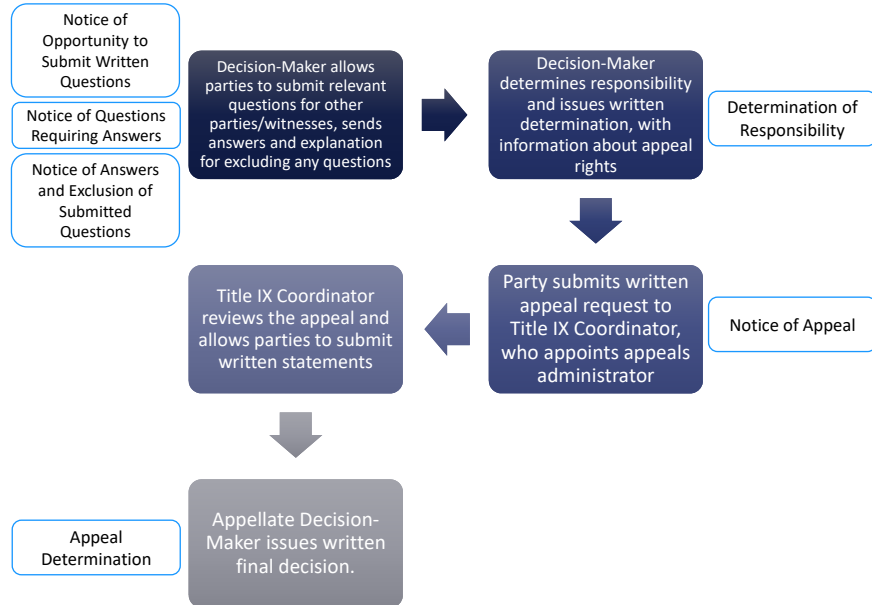 Notice of
Opportunity to
Submit Written
Questions
Notice of Questions
Requiring Answers
Notice of Answers
and Exclusion of
Submitted
Questions
Decision-Maker allows
parties to submit relevant
questions for other
parties/witnesses, sends
answers and explanation
for excluding any questions
Decision-Maker
determines responsibility
and issues written
determination, with
information about appeal
rights
Determination of
Responsibility
Party submits written
appeal request to
Title IX Coordinator,
who appoints appeals
administrator
Notice of Appeal
Title IX Coordinator
reviews the appeal and
allows parties to submit
written statements
Appellate Decision-
Maker issues written
final decision.
Appeal
Determination